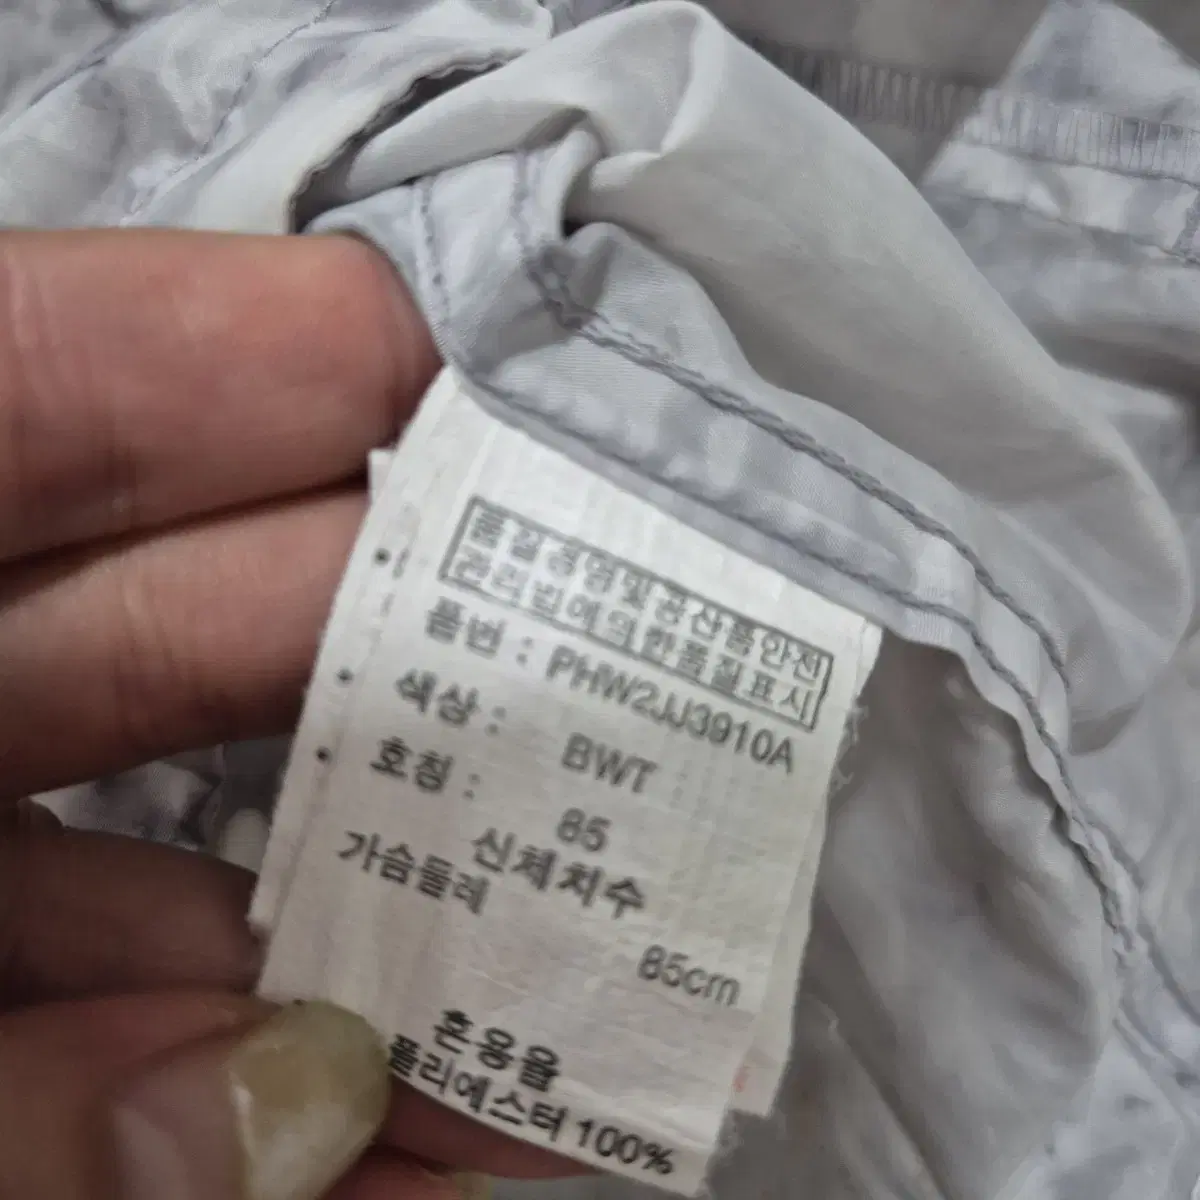 품질경영및공산품안전
관리법에의한품질표시
품번 : PHW2JJ3910A
색상 : BWT
호칭 : 85
신체치수
가슴둘레
85cm
혼용율
폴리에스터 100%